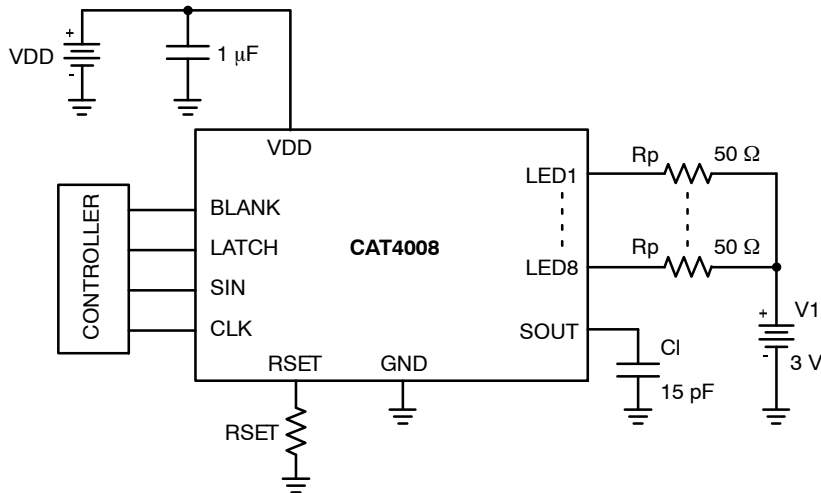 +
VDD
-
1 μF
VDD
CONTROLLER
BLANK
LATCH
SIN
CLK
CAT4008
LED1
LED8
SOUT
RSET
GND
Rp
50 Ω
Rp
50 Ω
+
V1
-
3 V
Cl
15 pF
RSET